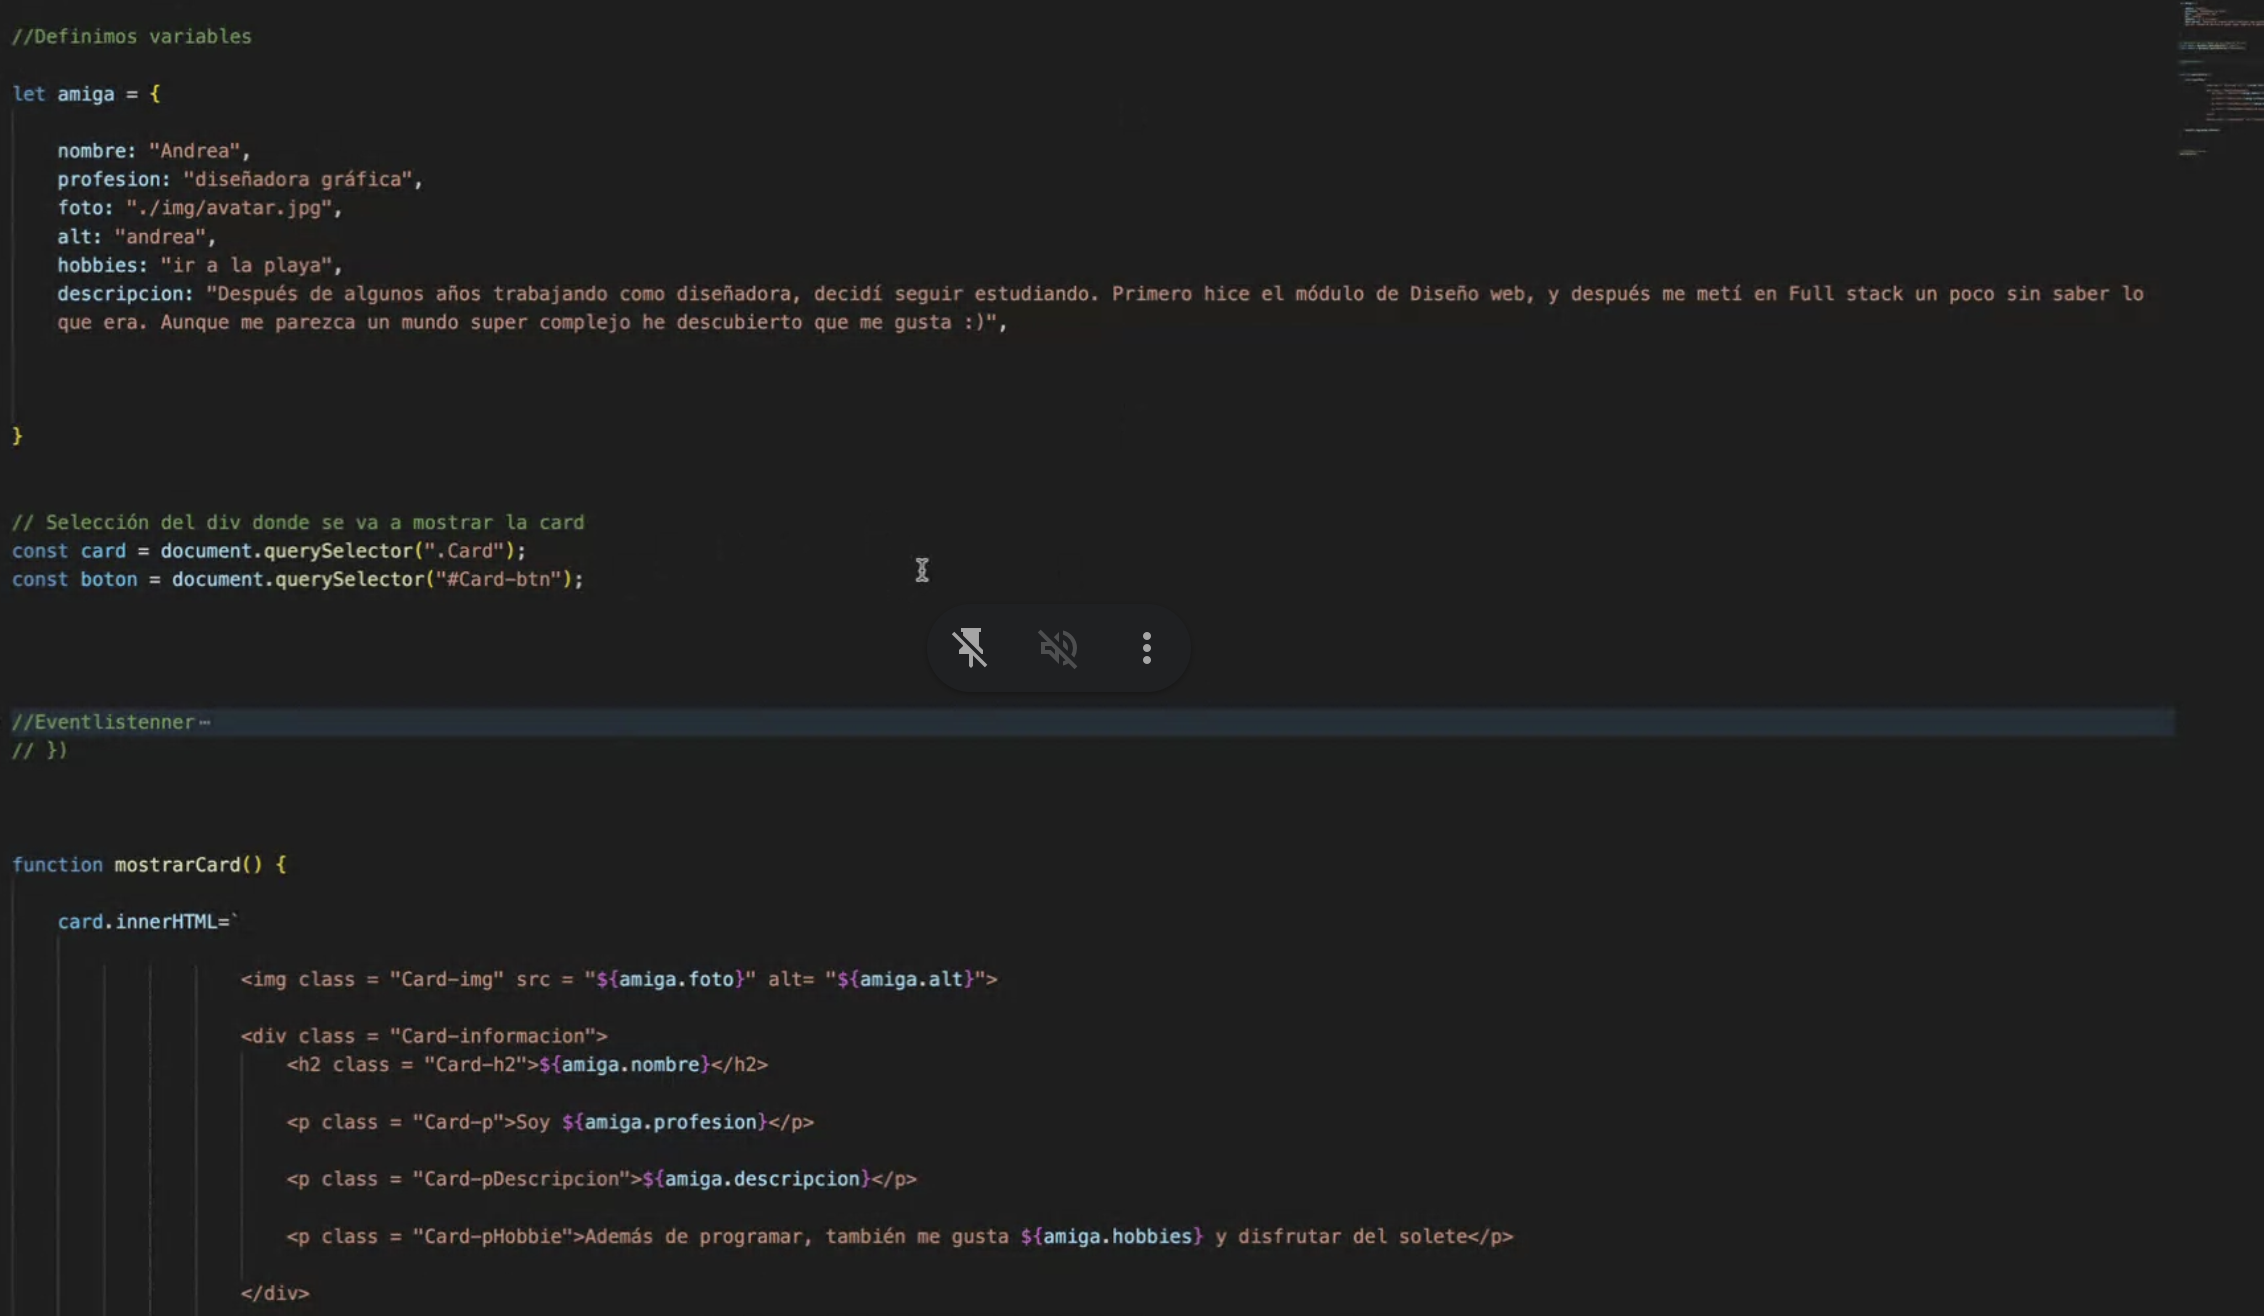 //Definimos variables
let amiga = {
nombre: "Andrea",
profesion: "diseñadora gráfica",
foto: "./img/avatar.jpg",
alt: "andrea",
hobbies: "ir a la playa",
descripcion: "Después de algunos años trabajando como diseñadora, decidí seguir estudiando. Primero hice el módulo de Diseño web, y después me metí en Full stack un poco sin saber lo
que era. Aunque me parezca un mundo super complejo he descubierto que me gusta :)",
}
// Selección del div donde se va a mostrar la card
const card = document.querySelector(".Card");
const boton = document.querySelector("#Card-btn");
//Eventlistenner⋯
// })
function mostrarCard() {
card.innerHTML=`
<img class = "Card-img" src = "${amiga.foto}" alt= "${amiga.alt}">
<div class = "Card-informacion">
<h2 class = "Card-h2">${amiga.nombre}</h2>
<p class = "Card-p">Soy ${amiga.profesion}</p>
<p class = "Card-pDescripcion">${amiga.descripcion}</p>
<p class = "Card-pHobbie">Además de programar, también me gusta ${amiga.hobbies} y disfrutar del solete</p>
</div>